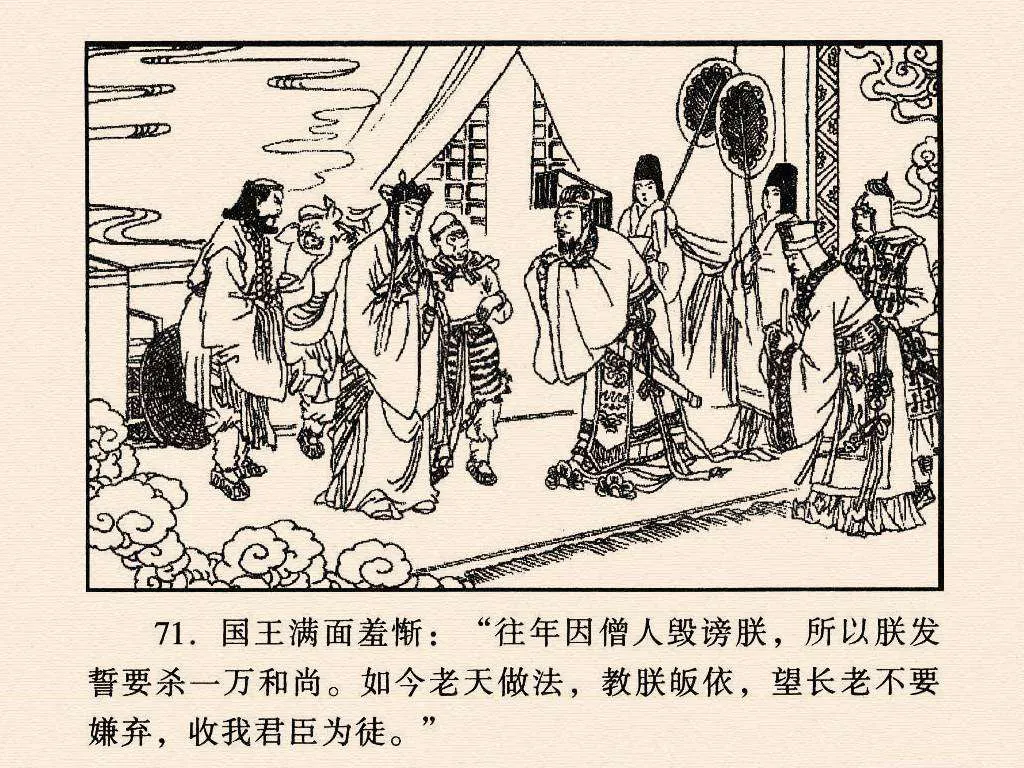 71. 国王满面羞惭：“往年因僧人毁谤朕，所以朕发
誓要杀一万和尚。如今老天做法，教朕皈依，望长老不要
嫌弃，收我君臣为徒。”